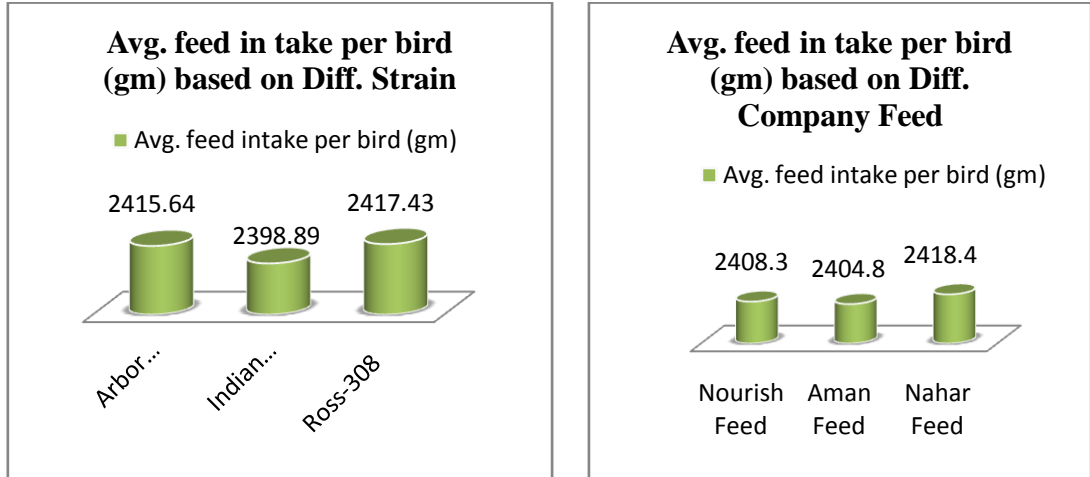 Avg. feed in take per bird
(gm) based on Diff. Strain
Avg. feed intake per bird (gm)
2415.64
2398.89
2417.43
Arbor...
Indian...
Ross-308
Avg. feed in take per bird
(gm) based on Diff.
Company Feed
Avg. feed intake per bird (gm)
2408.3
2404.8
2418.4
Nourish Feed
Aman Feed
Nahar Feed